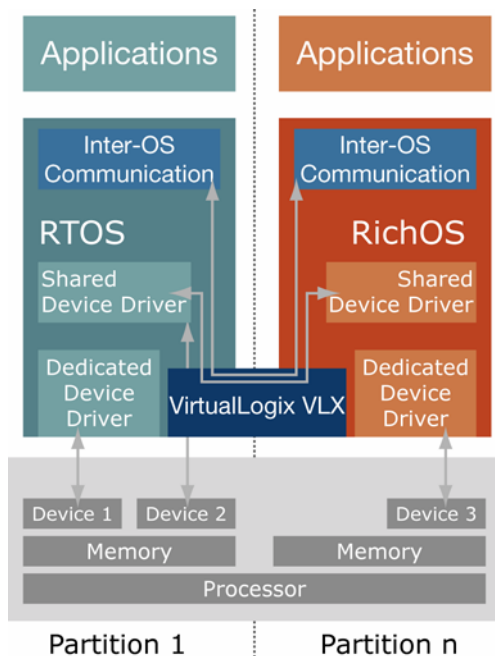 Applications
Applications
Inter-OS
Communication
Inter-OS
Communication
RTOS
RichOS
Shared
Device Driver
Shared
Device Driver
Dedicated
Device
Driver
VirtualLogix VLX
Dedicated
Device
Driver
Device 1
Device 2
Device 3
Memory
Memory
Processor
Partition 1
Partition n